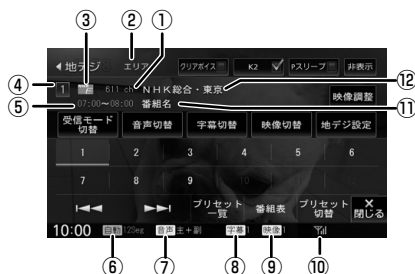 ③ ② ①
地デジ エリア クリアボイス K2 Pスリープ 非表示
④ 1 611 ch NHK総合・東京 ⑫
⑤ 07:00～08:00 番組名 ⑪ 映像調整
受信モード切替 音声切替 字幕切替 映像切替 地デジ設定
1 2 3 4 5 6
7 8 9 10 12
プリセット一覧 番組表 プリセット切替 閉じる
10:00 自動 12Seg 音声 主+副 字幕 1 映像 1
⑥ ⑦ ⑧ ⑨ ⑩